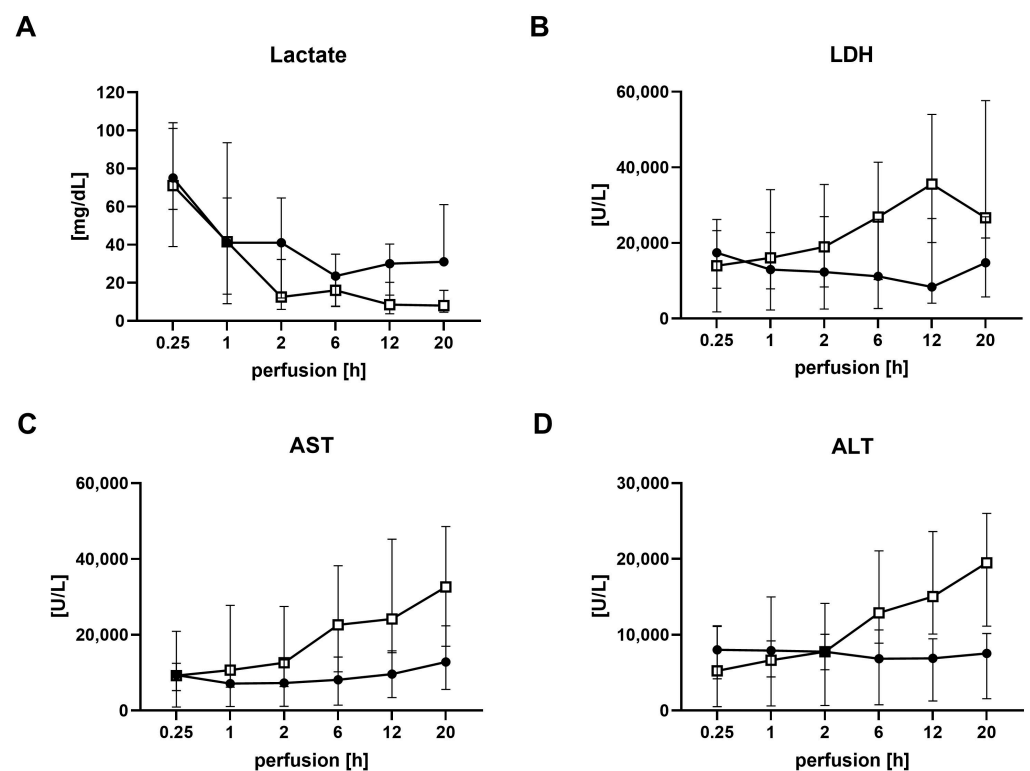 A
Lactate
120
100
80
60
40
20
0
[mg/dL]
0.25 1 2 6 12 20
perfusion [h]
B
LDH
60,000
40,000
20,000
0
[U/L]
0.25 1 2 6 12 20
perfusion [h]
C
AST
60,000
40,000
20,000
0
[U/L]
0.25 1 2 6 12 20
perfusion [h]
D
ALT
30,000
20,000
10,000
0
[U/L]
0.25 1 2 6 12 20
perfusion [h]